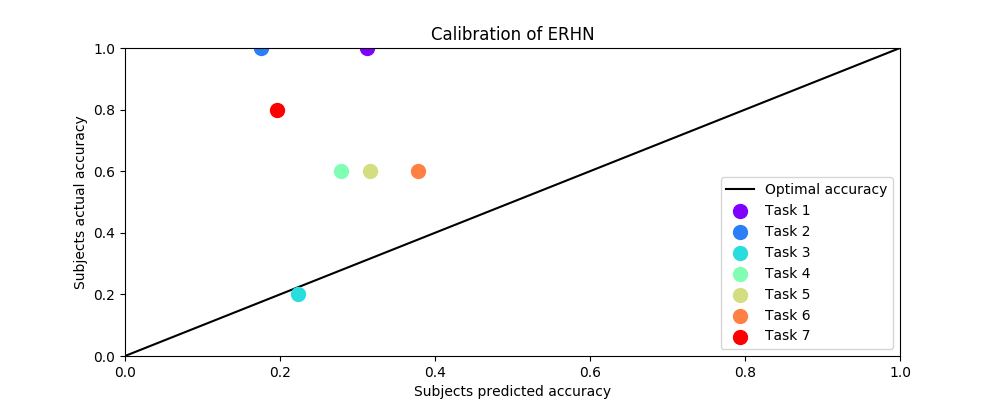 Calibration of ERHN
Subjects actual accuracy
1.0
0.8
0.6
0.4
0.2
0.0
0.0 0.2 0.4 0.6 0.8 1.0
Subjects predicted accuracy
Optimal accuracy
Task 1
Task 2
Task 3
Task 4
Task 5
Task 6
Task 7